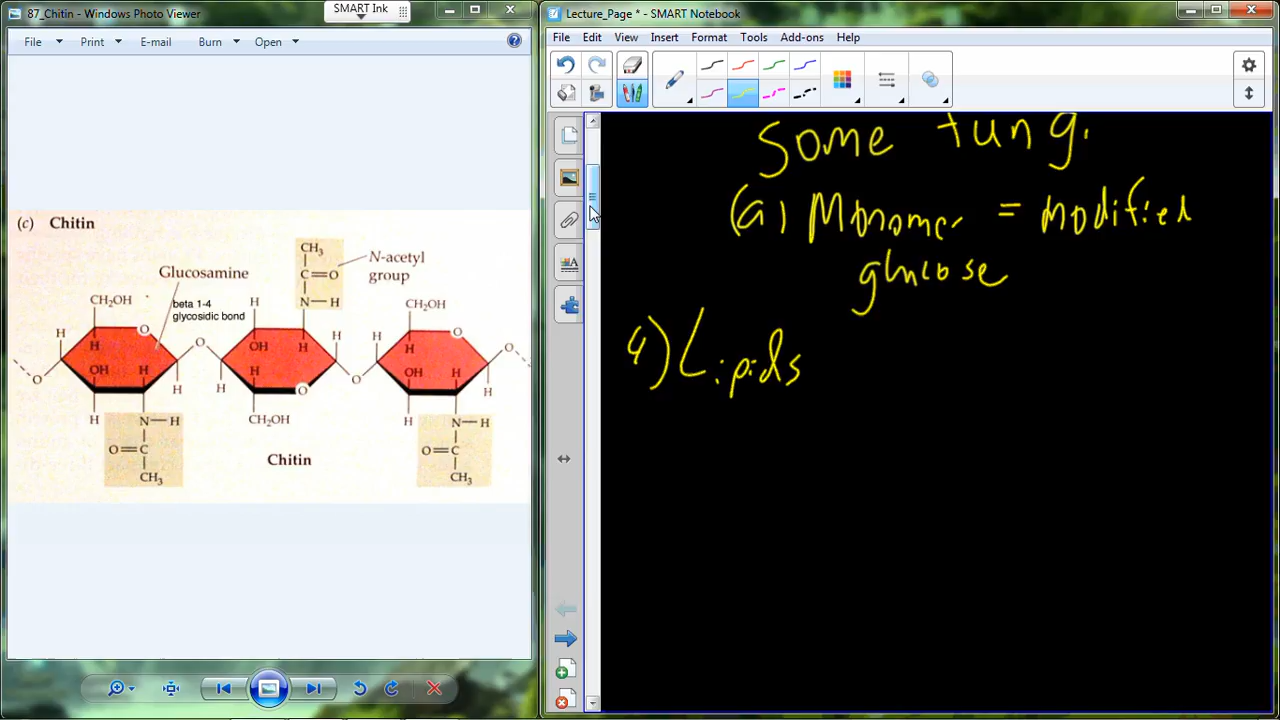 87_Chitin - Windows Photo Viewer
SMART Ink
File Print E-mail Burn Open
(c) Chitin
CH₃
N-acetyl
group
C=O
Glucosamine
CH₂OH
beta 1-4
glycosidic bond
H
N—H
CH₂OH
H H O H OH H H H H O H
OH H O H H O OH H H
O H N—H CH₂OH H N—H
O=C Chitin O=C
CH₃ CH₃
Lecture_Page * - SMART Notebook
File Edit View Insert Format Tools Add-ons Help
Some fungi
(a) Monomer = modified
glucose
4) Lipids